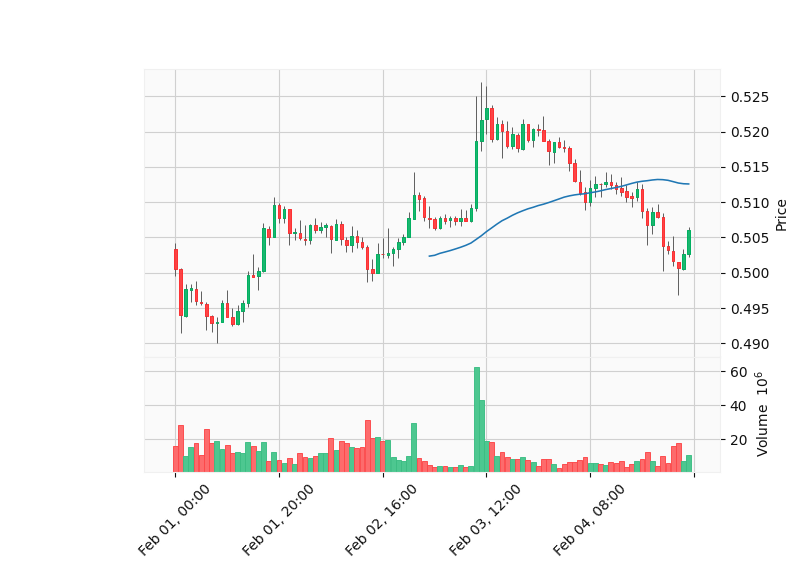 0.525
0.520
0.515
0.510
0.505
0.500
0.495
0.490
Price
60
40
20
Volume 10^6
Feb 01, 00:00
Feb 01, 20:00
Feb 02, 16:00
Feb 03, 12:00
Feb 04, 08:00